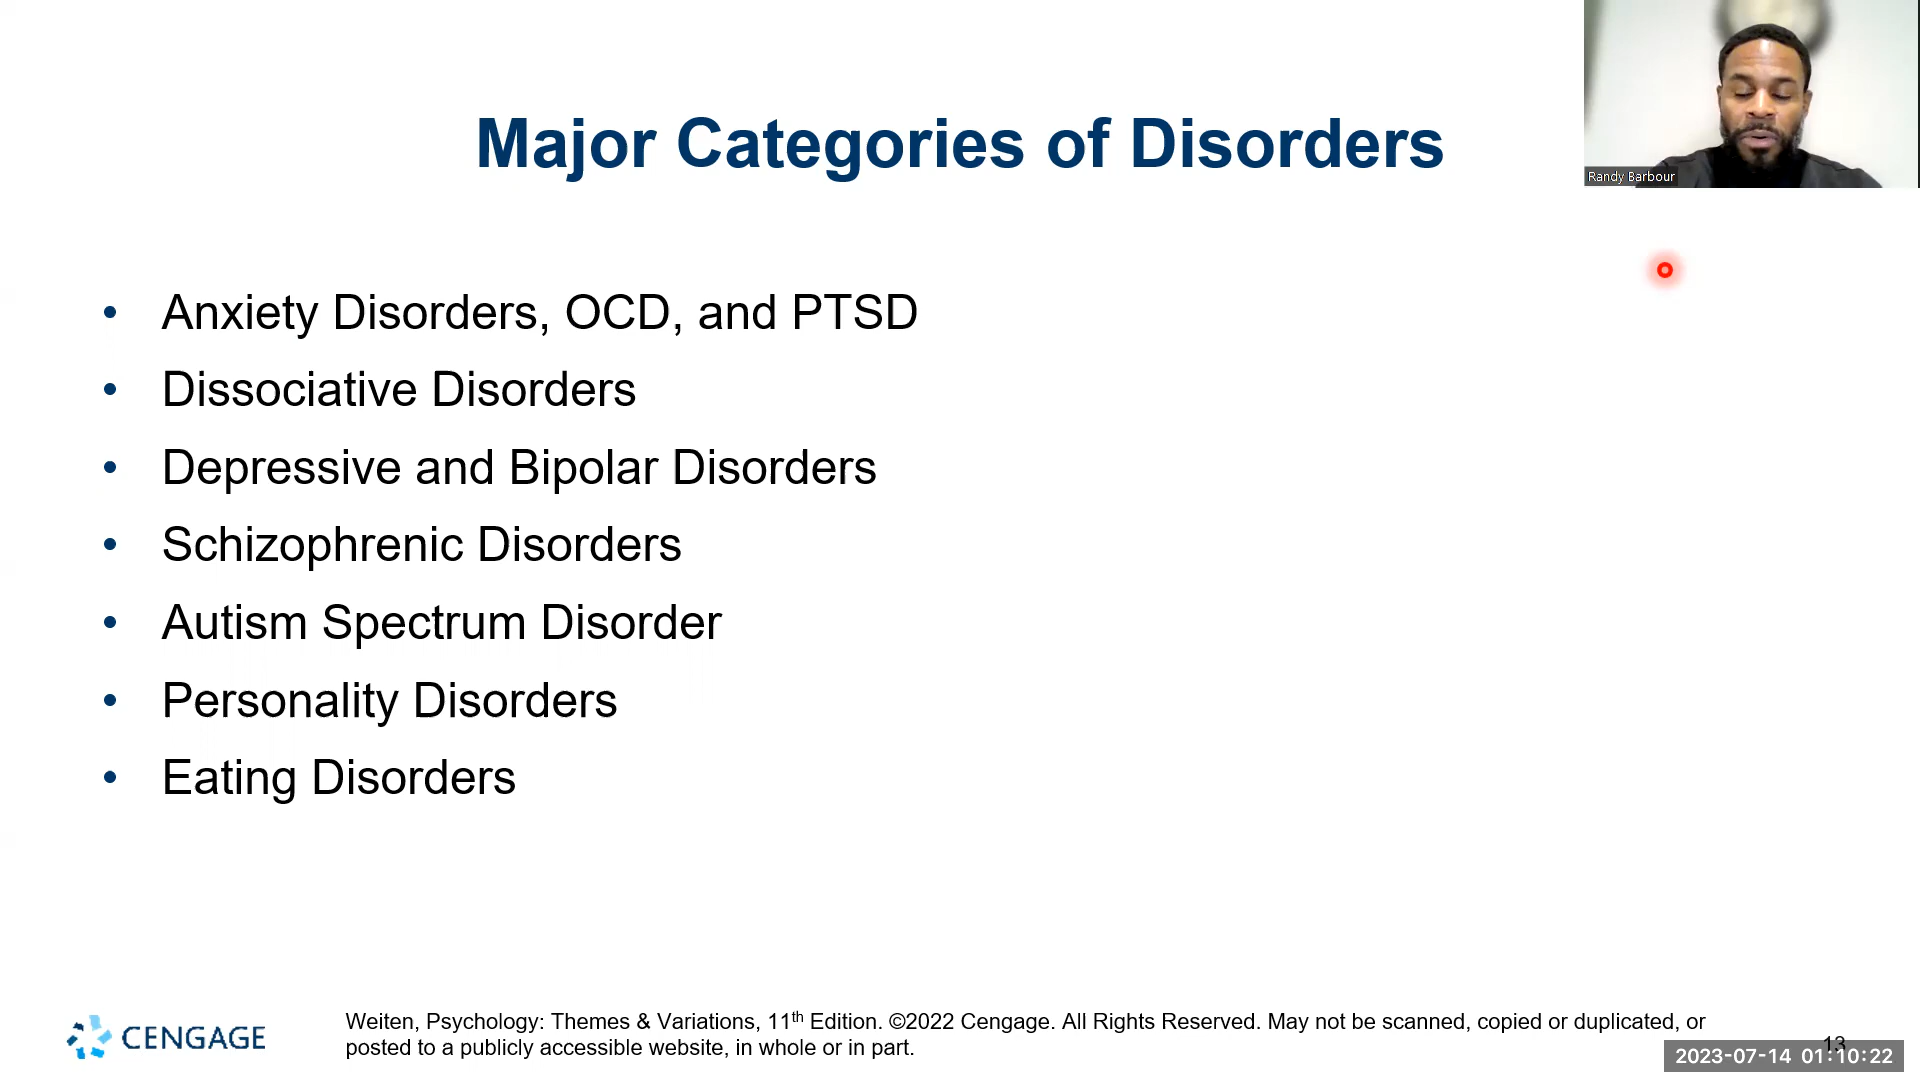 Major Categories of Disorders
Randy Barbour
• Anxiety Disorders, OCD, and PTSD
• Dissociative Disorders
• Depressive and Bipolar Disorders
• Schizophrenic Disorders
• Autism Spectrum Disorder
• Personality Disorders
• Eating Disorders
CENGAGE
Weiten, Psychology: Themes & Variations, 11th Edition. ©2022 Cengage. All Rights Reserved. May not be scanned, copied or duplicated, or
posted to a publicly accessible website, in whole or in part.
13
2023-07-14 01:10:22